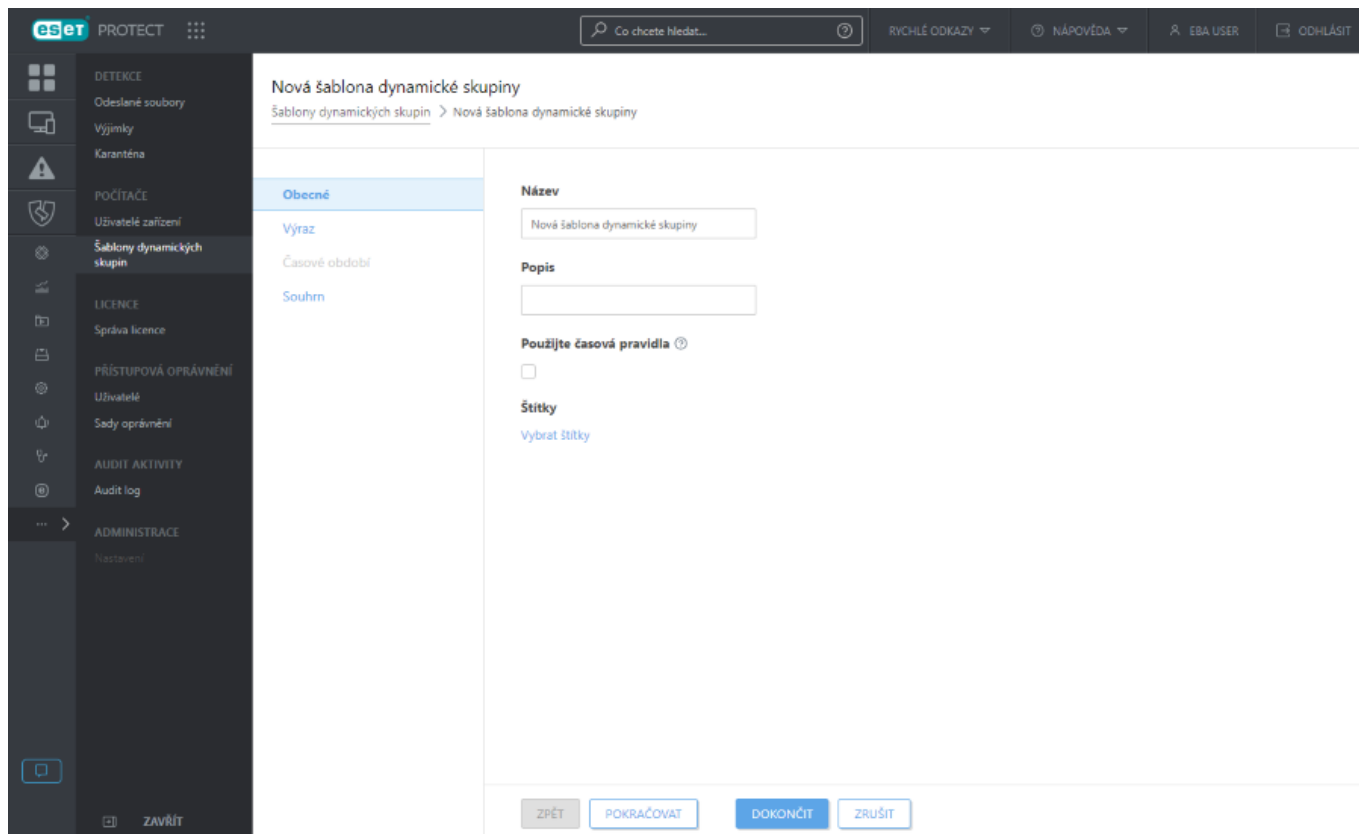 eset PROTECT
Co chcete hledat...
RYCHLÉ ODKAZY
NÁPOVĚDA
EBA USER
ODHLÁSIT
DETEKCE
Odeslané soubory
Výjimky
Karanténa
POČÍTAČE
Uživatelé zařízení
Šablony dynamických
skupin
LICENCE
Správa licence
PŘÍSTUPOVÁ OPRÁVNĚNÍ
Uživatelé
Sady oprávnění
AUDIT AKTIVITY
Audit log
ADMINISTRACE
Nastavení
ZAVŘÍT
Nová šablona dynamické skupiny
Šablony dynamických skupin > Nová šablona dynamické skupiny
Obecné
Výraz
Časové období
Souhrn
Název
Nová šablona dynamické skupiny
Popis
Použijte časová pravidla
Štítky
Vybrat štítky
ZPĚT
POKRAČOVAT
DOKONČIT
ZRUŠIT